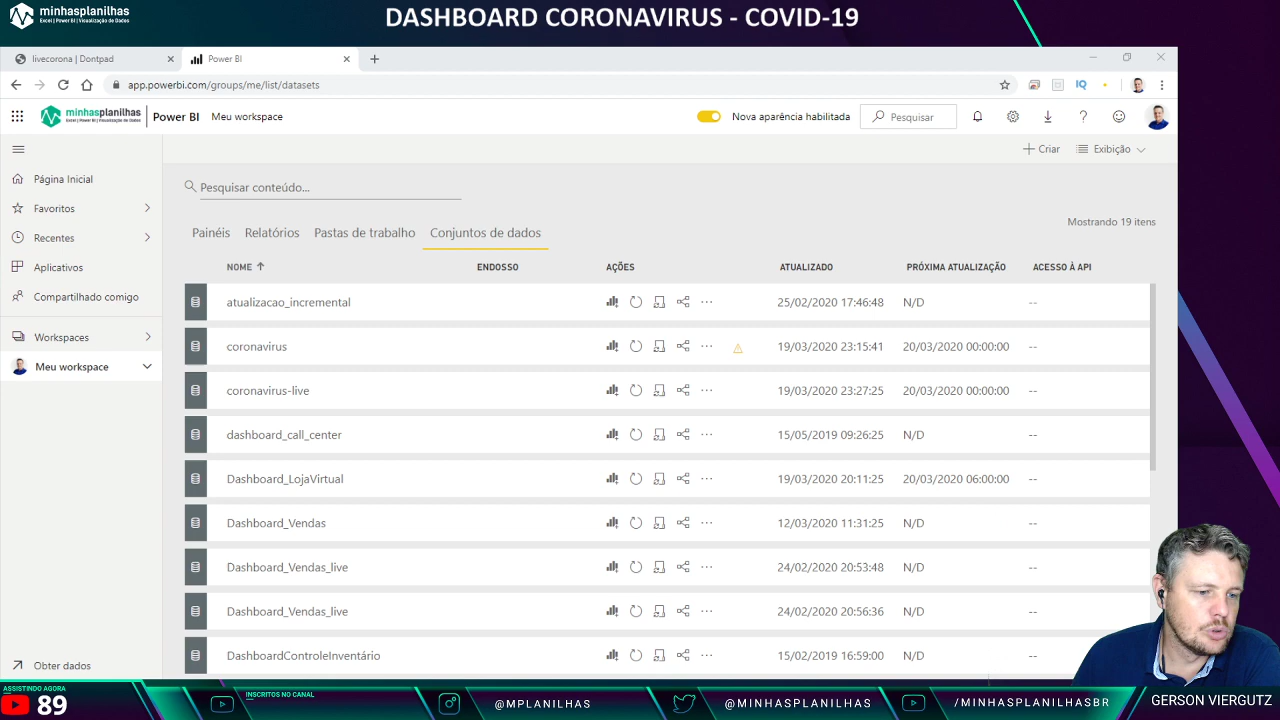 minhasplanilhas
Excel | Power BI | Visualização de Dados
DASHBOARD CORONAVIRUS - COVID-19
livecorona | Dontpad
Power BI
app.powerbi.com/groups/me/list/datasets
IQ
minhasplanilhas
Excel | Power BI | Visualização de Dados
Power BI
Meu workspace
Nova aparência habilitada
Pesquisar
Criar
Exibição
Página Inicial
Favoritos
Recentes
Aplicativos
Compartilhado comigo
Workspaces
Meu workspace
Obter dados
Pesquisar conteúdo...
Mostrando 19 itens
Painéis Relatórios Pastas de trabalho Conjuntos de dados
NOME ENDOSSO AÇÕES ATUALIZADO PRÓXIMA ATUALIZAÇÃO ACESSO À API
atualizacao_incremental 25/02/2020 17:46:48 N/D --
coronavirus 19/03/2020 23:15:41 20/03/2020 00:00:00 --
coronavirus-live 19/03/2020 23:27:25 20/03/2020 00:00:00 --
dashboard_call_center 15/05/2019 09:26:25 N/D --
Dashboard_LojaVirtual 19/03/2020 20:11:25 20/03/2020 06:00:00 --
Dashboard_Vendas 12/03/2020 11:31:25 N/D --
Dashboard_Vendas_live 24/02/2020 20:53:48 N/D --
Dashboard_Vendas_live 24/02/2020 20:56:36 N/D --
DashboardControleInventário 15/02/2019 16:59:00 N/D --
ASSISTINDO AGORA
89
INSCRITOS NO CANAL
@MPLANILHAS
@MINHASPLANILHAS
/MINHASPLANILHASBR
GERSON VIERGUTZ